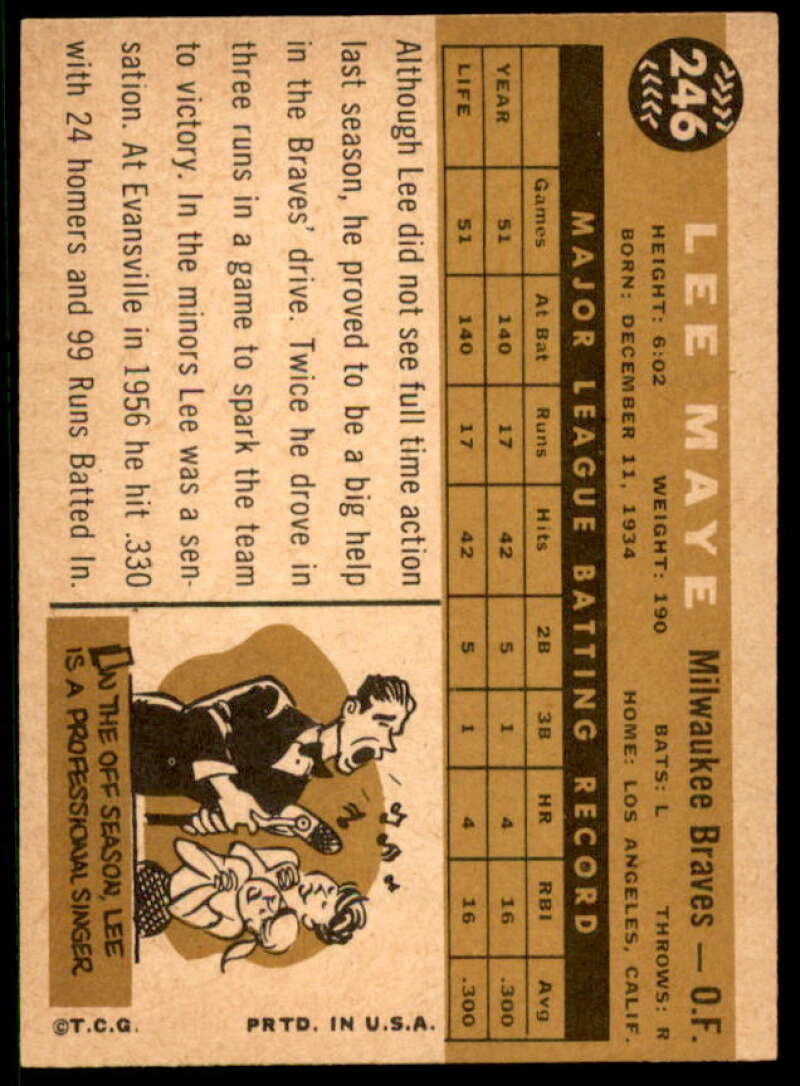 246
LEE MAYE Milwaukee Braves — O.F.
HEIGHT: 6:02 WEIGHT: 190 BATS: L THROWS: R
BORN: DECEMBER 11, 1934 HOME: LOS ANGELES, CALIF.
MAJOR LEAGUE BATTING RECORD
Games At Bat Runs Hits 2B 3B HR RBI Avg
YEAR 51 140 17 42 5 1 4 16 .300
LIFE 51 140 17 42 5 1 4 16 .300
Although Lee did not see full time action
last season, he proved to be a big help
in the Braves' drive. Twice he drove in
three runs in a game to spark the team
to victory. In the minors Lee was a sen-
sation. At Evansville in 1956 he hit .330
with 24 homers and 99 Runs Batted In.
IN THE OFF SEASON, LEE
IS A PROFESSIONAL SINGER
PRTD. IN U.S.A.
©T.C.G.